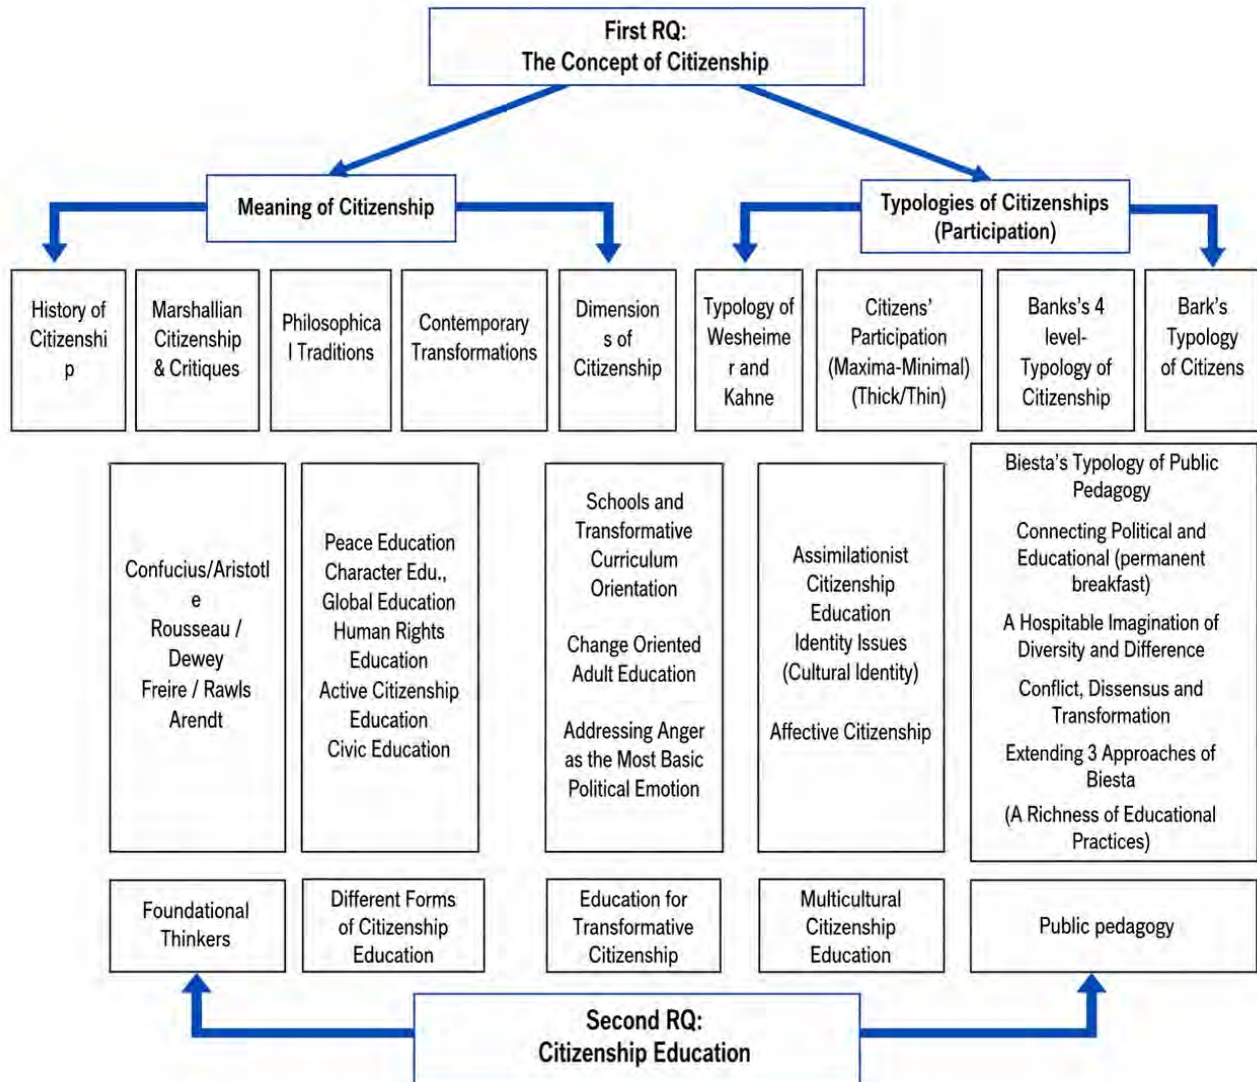 First RQ:
The Concept of Citizenship
Meaning of Citizenship
Typologies of Citizenships
(Participation)
History of
Citizenshi
p
Marshallian
Citizenship
& Critiques
Philosophica
l Traditions
Contemporary
Transformations
Dimension
s of
Citizenship
Typology of
Wesheime
r and
Kahne
Citizens'
Participation
(Maxima-Minimal)
(Thick/Thin)
Banks's 4
level-
Typology of
Citizenship
Bark's
Typology
of Citizens
Confucius/Aristotl
e
Rousseau /
Dewey
Freire / Rawls
Arendt
Peace Education
Character Edu.,
Global Education
Human Rights
Education
Active Citizenship
Education
Civic Education
Schools and
Transformative
Curriculum
Orientation
Change Oriented
Adult Education
Addressing Anger
as the Most Basic
Political Emotion
Assimilationist
Citizenship
Education
Identity Issues
(Cultural Identity)
Affective Citizenship
Biesta's Typology of Public
Pedagogy
Connecting Political and
Educational (permanent
breakfast)
A Hospitable Imagination of
Diversity and Difference
Conflict, Dissensus and
Transformation
Extending 3 Approaches of
Biesta
(A Richness of Educational
Practices)
Foundational
Thinkers
Different Forms
of Citizenship
Education
Education for
Transformative
Citizenship
Multicultural
Citizenship
Education
Public pedagogy
Second RQ:
Citizenship Education